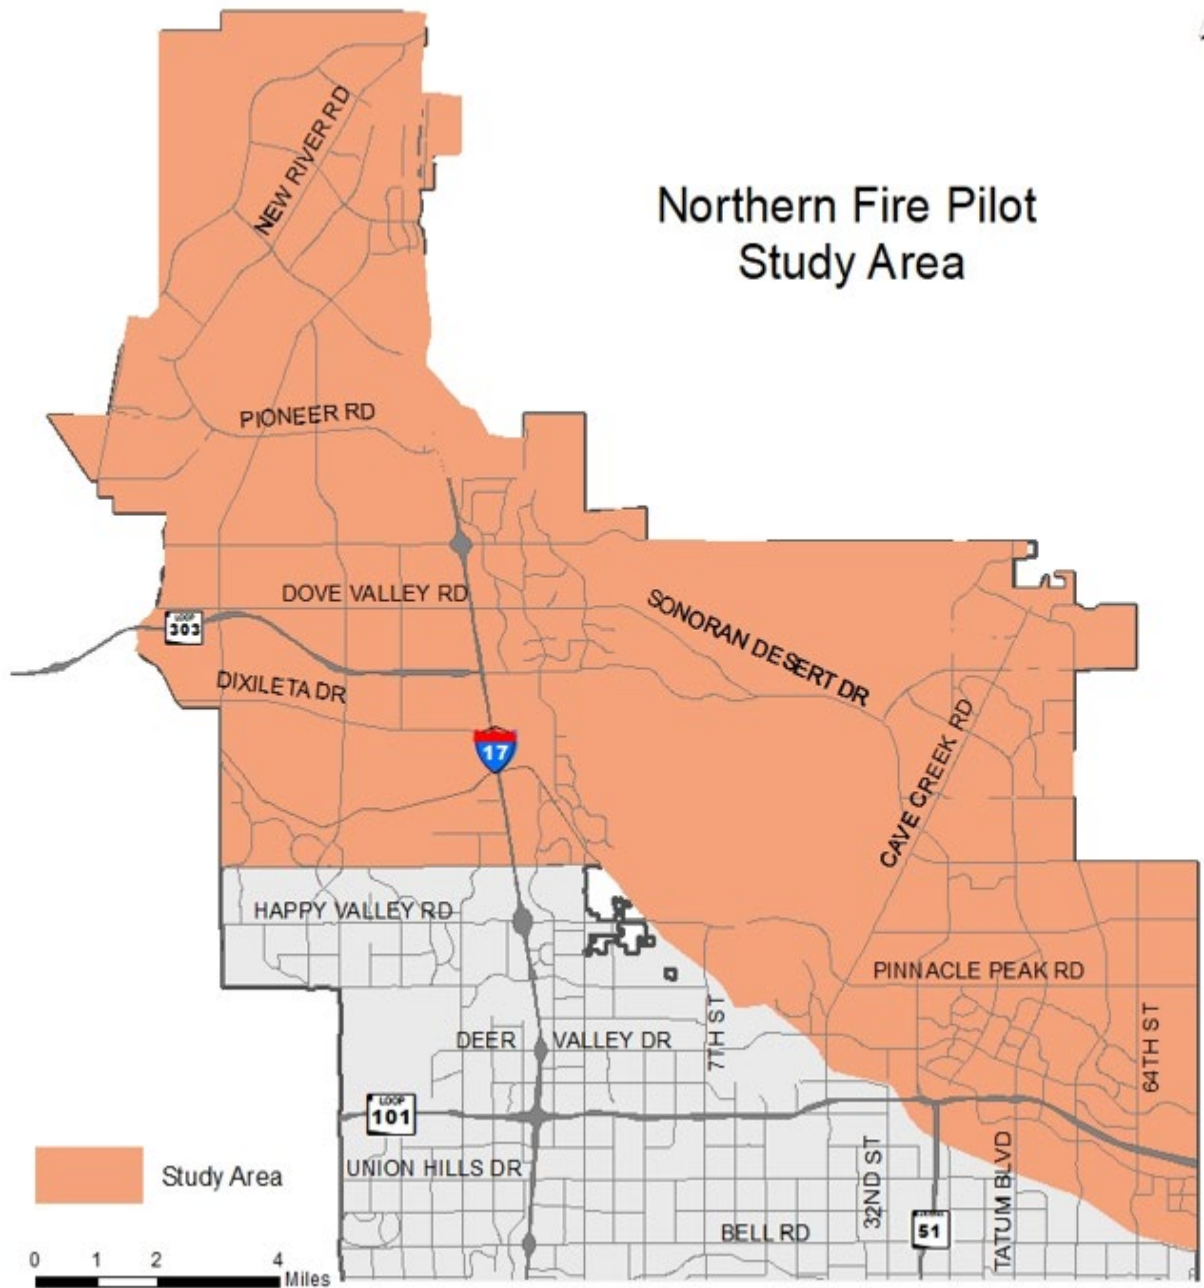 Northern Fire Pilot
Study Area
NEW RIVER RD
PIONEER RD
DOVE VALLEY RD
LOOP
303
SONORAN DESERT DR
DIXILETA DR
17
CAVE CREEK RD
HAPPY VALLEY RD
PINNACLE PEAK RD
DEER VALLEY DR
7TH ST
64TH ST
LOOP
101
UNION HILLS DR
32ND ST
TATUM BLVD
BELL RD
51
Study Area
0 1 2 4
Miles